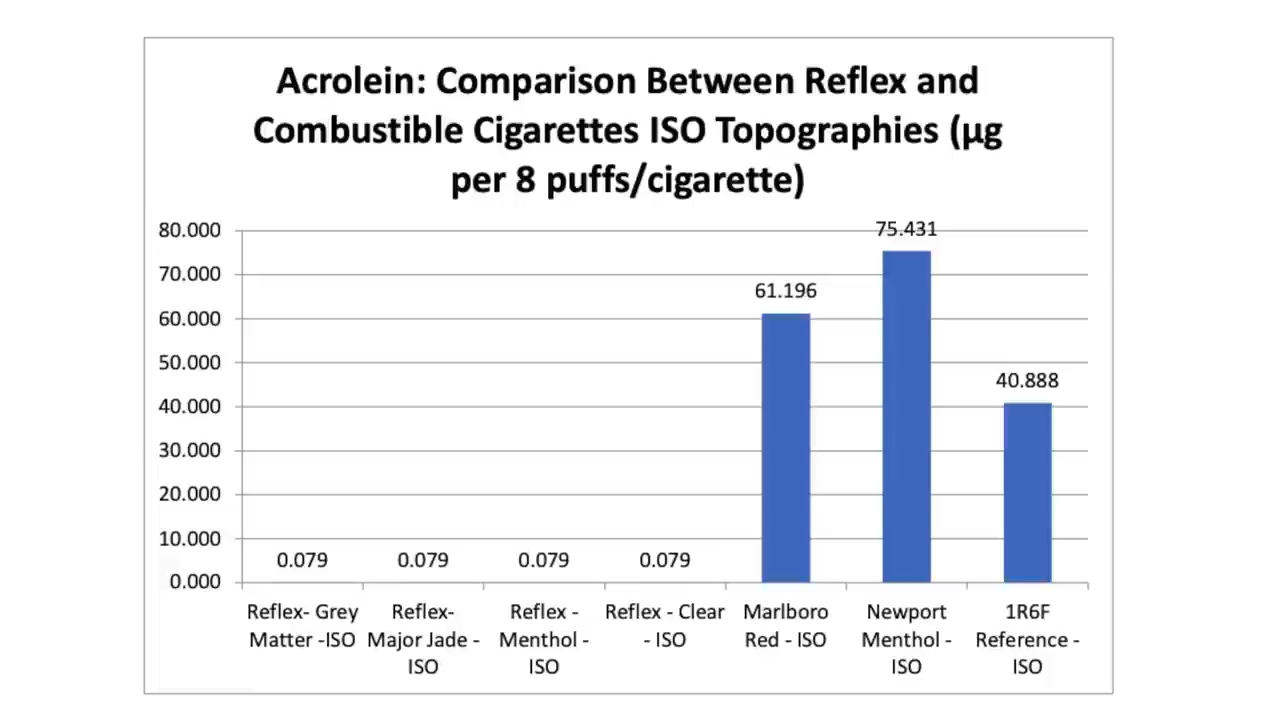 Acrolein: Comparison Between Reflex and
Combustible Cigarettes ISO Topographies (µg
per 8 puffs/cigarette)
80.000
70.000
60.000
50.000
40.000
30.000
20.000
10.000
0.000
0.079
0.079
0.079
0.079
61.196
75.431
40.888
Reflex- Grey
Matter -ISO
Reflex-
Major Jade -
ISO
Reflex -
Menthol -
ISO
Reflex - Clear
- ISO
Marlboro
Red - ISO
Newport
Menthol -
ISO
1R6F
Reference -
ISO